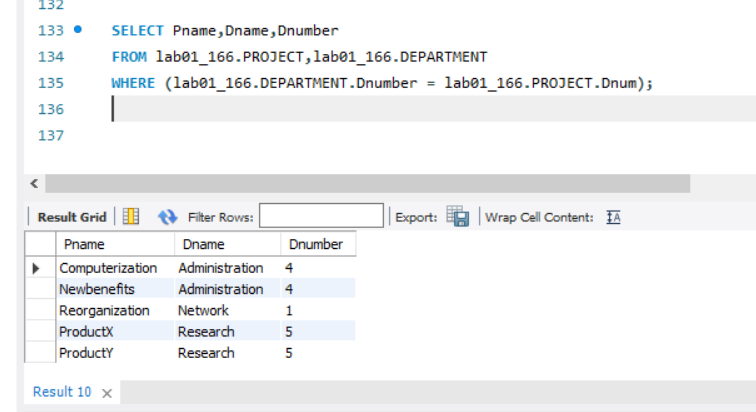 132
133 SELECT Pname,Dname,Dnumber
134 FROM lab01_166.PROJECT,lab01_166.DEPARTMENT
135 WHERE (lab01_166.DEPARTMENT.Dnumber = lab01_166.PROJECT.Dnum);
136
137
Result Grid Filter Rows: Export: Wrap Cell Content: IA
Pname Dname Dnumber
Computerization Administration 4
Newbenefits Administration 4
Reorganization Network 1
ProductX Research 5
ProductY Research 5
Result 10 ×